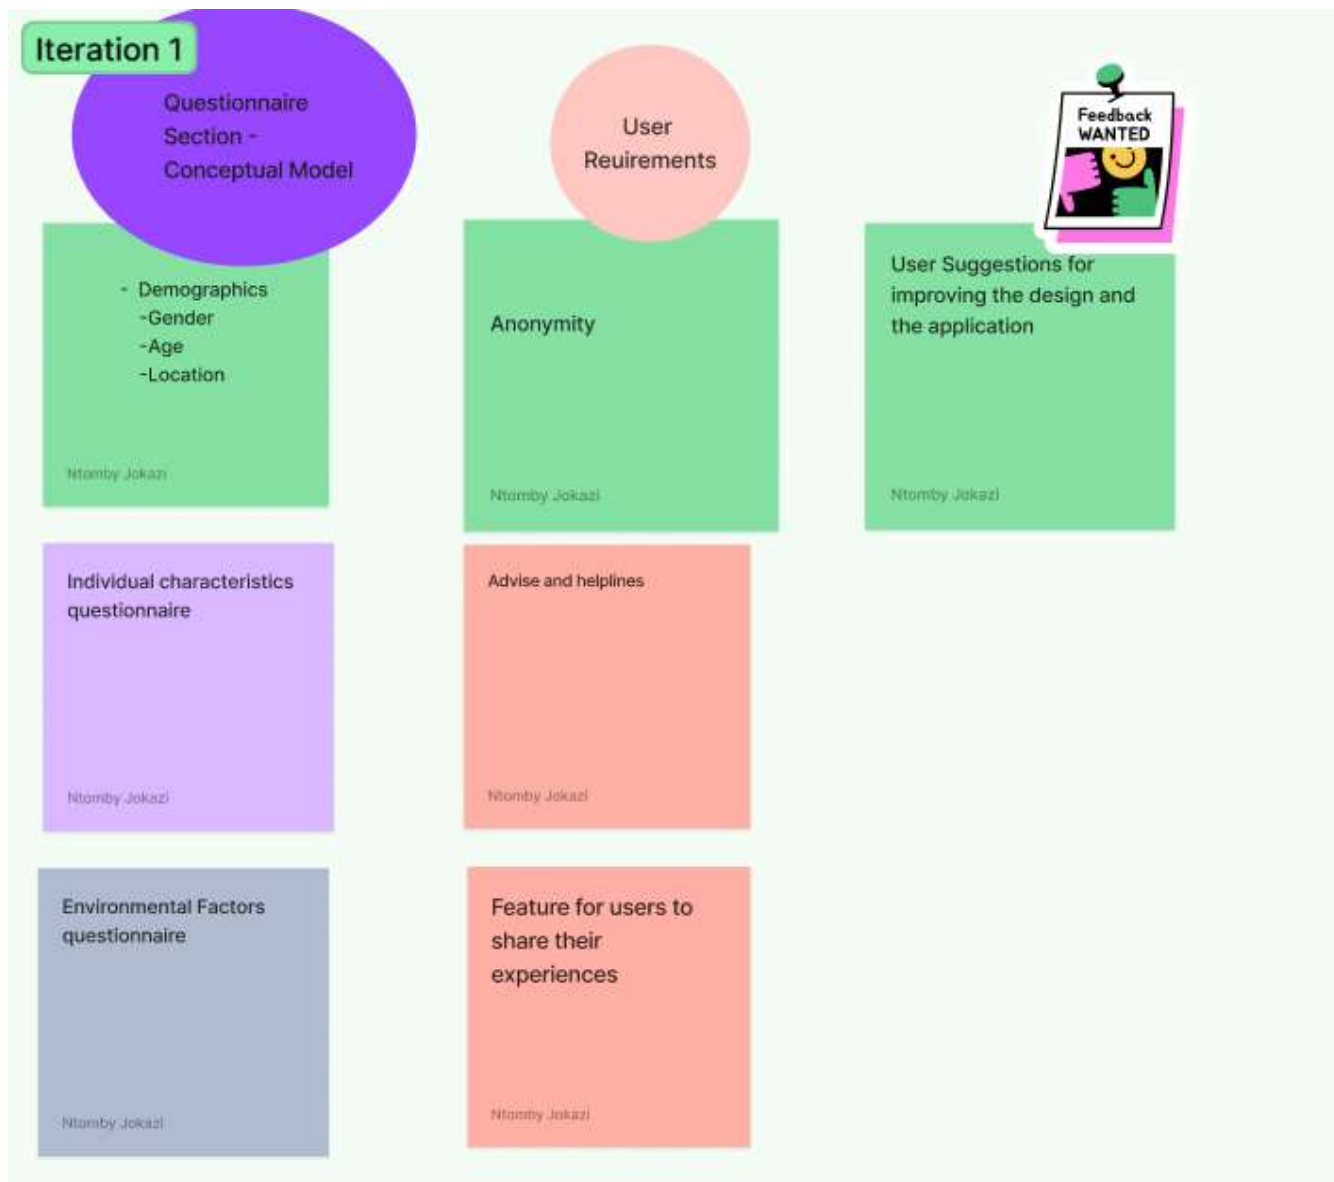 Iteration 1
Questionnaire
Section -
Conceptual Model
- Demographics
-Gender
-Age
-Location
Ntomby Jokazi
Individual characteristics
questionnaire
Ntomby Jokazi
Environmental Factors
questionnaire
Ntomby Jokazi
User
Reuirements
Anonymity
Ntomby Jokazi
Advise and helplines
Ntomby Jokazi
Feature for users to
share their
experiences
Ntomby Jokazi
Feedback
WANTED
User Suggestions for
improving the design and
the application
Ntomby Jokazi